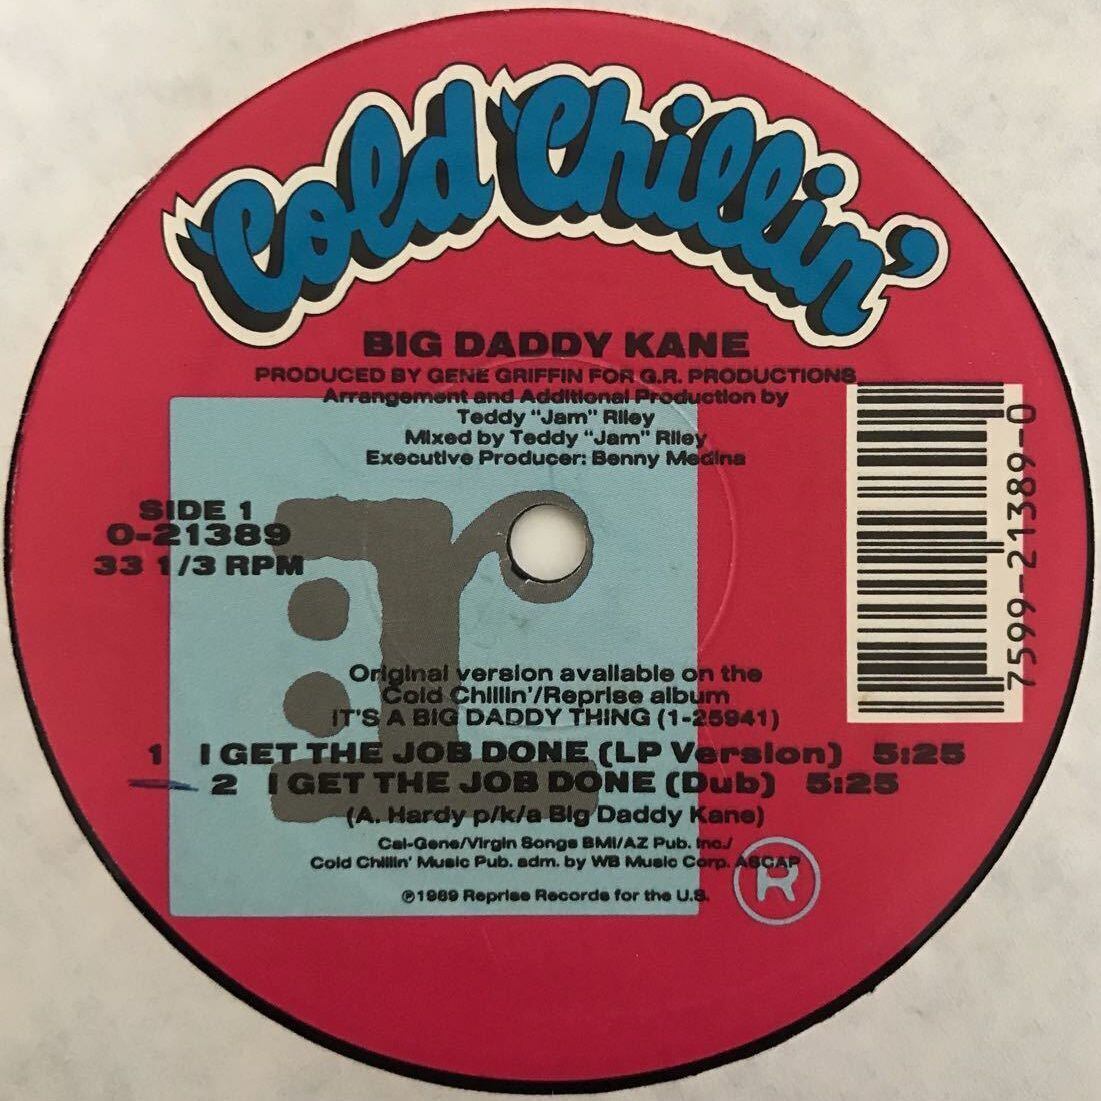 Cold Chillin'
BIG DADDY KANE
PRODUCED BY GENE GRIFFIN FOR G.R. PRODUCTIONS
Arrangement and Additional Production by
Teddy "Jam" Riley
Mixed by Teddy "Jam" Riley
Executive Producer: Benny Medina
SIDE 1
0-21389
33 1/3 RPM
7599-21389-0
r:
Original version available on the
Cold Chillin'/Reprise album
IT'S A BIG DADDY THING (1-25941)
1 I GET THE JOB DONE (LP Version) 5:25
2 I GET THE JOB DONE (Dub) 5:25
(A. Hardy p/k/a Big Daddy Kane)
Cal-Gene/Virgin Songs BMI/AZ Pub. Inc./
Cold Chillin' Music Pub. adm. by WB Music Corp. ASCAP
℗1989 Reprise Records for the U.S.
R